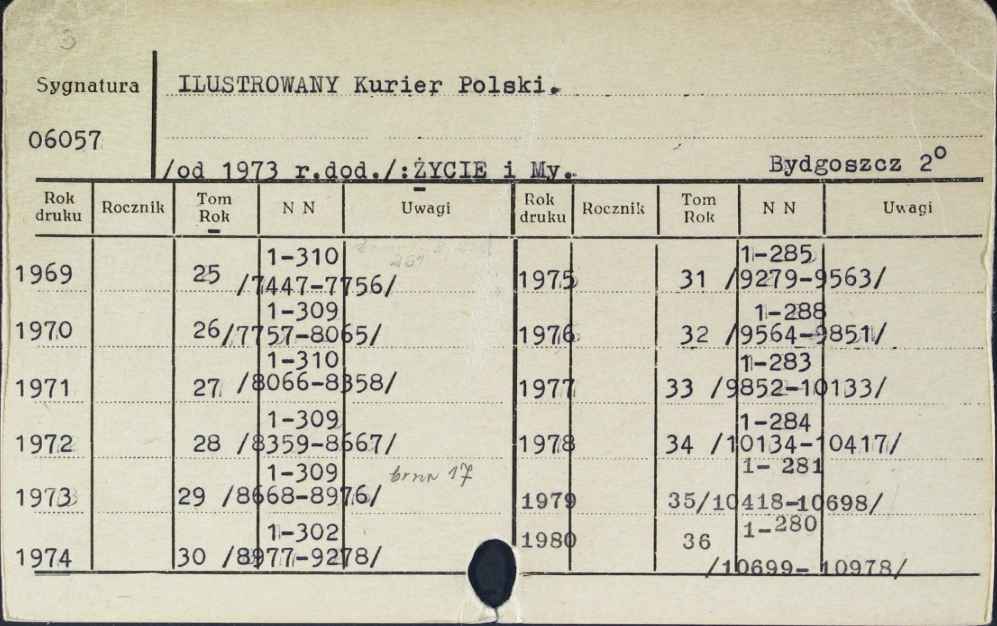 3
Sygnatura
ILUSTROWANY Kurier Polski.
06057
/od 1973 r.dod./:ŻYCIE i My.
Bydgoszcz 2º
Rok druku Rocznik Tom Rok N N Uwagi Rok druku Rocznik Tom Rok N N Uwagi
1969 25 1-310 /7447-7756/
1970 26 1-309 /7757-8065/
1971 27 1-310 /8066-8358/
1972 28 1-309 /8359-8667/
1973 29 1-309 /8668-8976/ brnr 17
1974 30 1-302 /8977-9278/
1975 31 1-285 /9279-9563/
1976 32 1-288 /9564-9851/
1977 33 1-283 /9852-10133/
1978 34 1-284 /10134-10417/
1979 35 1- 281 /10418-10698/
1980 36 1-280 /10699- 10978/